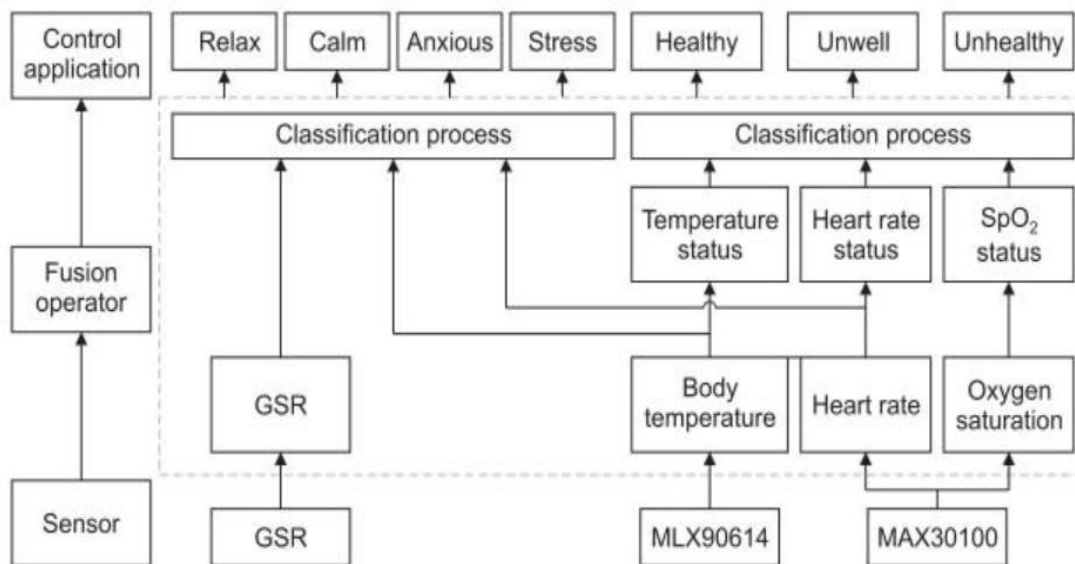 Control
application
Relax
Calm
Anxious
Stress
Healthy
Unwell
Unhealthy
Classification process
Classification process
Temperature
status
Heart rate
status
SpO₂
status
Fusion
operator
GSR
Body
temperature
Heart rate
Oxygen
saturation
Sensor
GSR
MLX90614
MAX30100